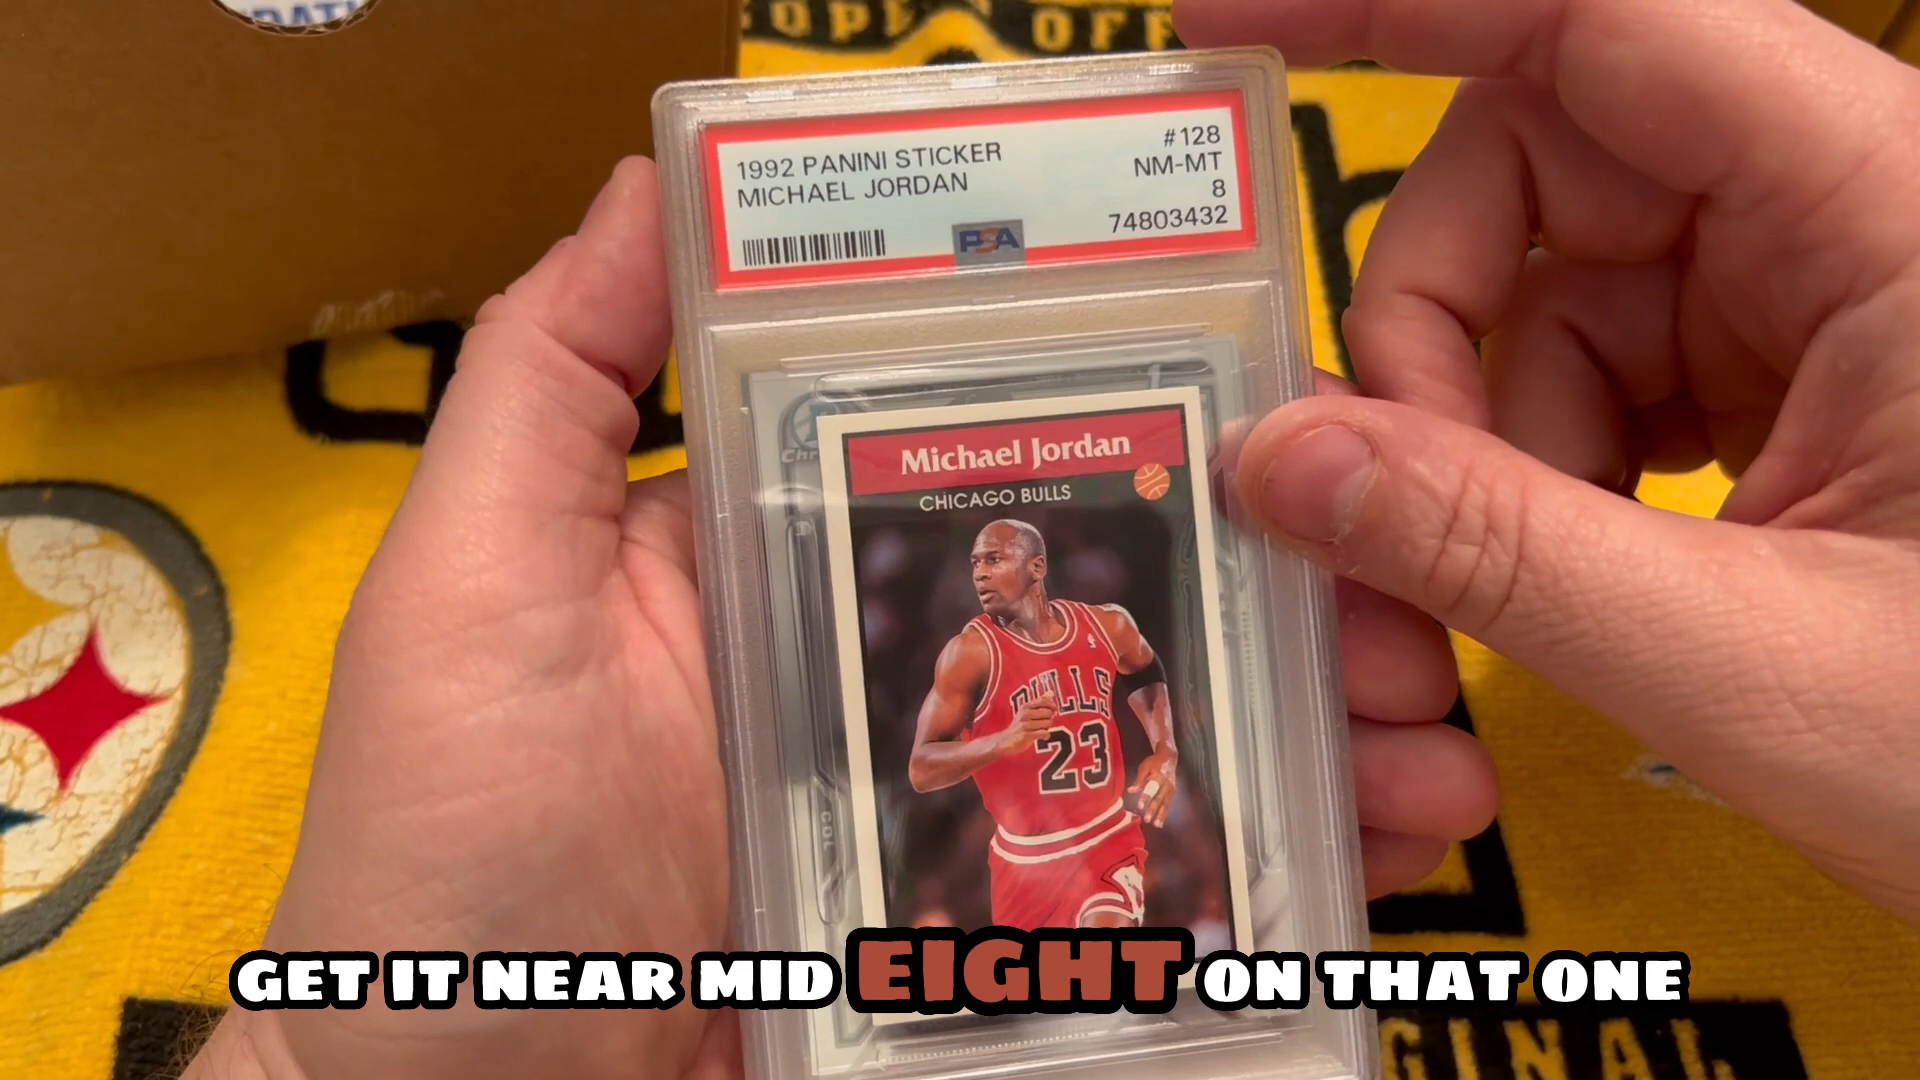 1992 PANINI STICKER
MICHAEL JORDAN
#128
NM-MT
8
74803432
PSA
Michael Jordan
CHICAGO BULLS
BULLS
23
GET IT NEAR MID EIGHT ON THAT ONE